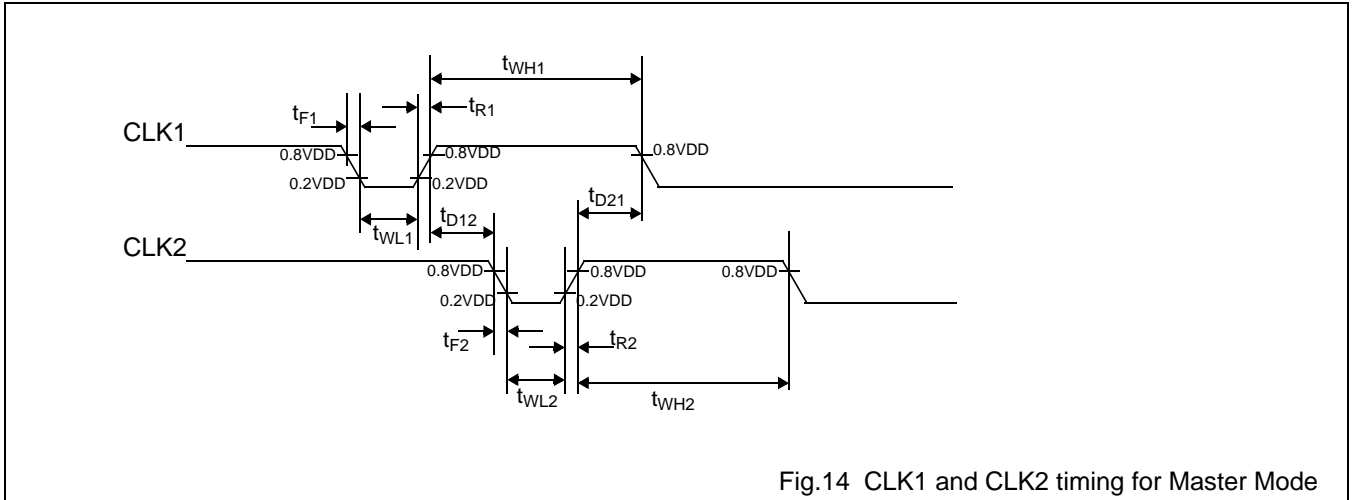 tWH1
tF1
tR1
CLK1
0.8VDD
0.8VDD
0.8VDD
0.2VDD
0.2VDD
tD21
tD12
tWL1
CLK2
0.8VDD
0.8VDD
0.8VDD
0.2VDD
0.2VDD
tF2
tR2
tWL2
tWH2
Fig.14 CLK1 and CLK2 timing for Master Mode